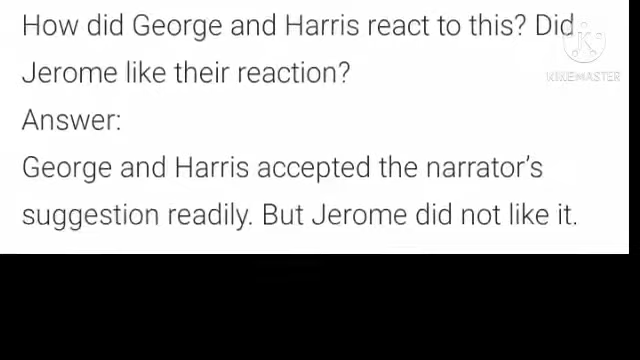 How did George and Harris react to this? Did
Jerome like their reaction?
KINEMASTER
Answer:
George and Harris accepted the narrator's
suggestion readily. But Jerome did not like it.